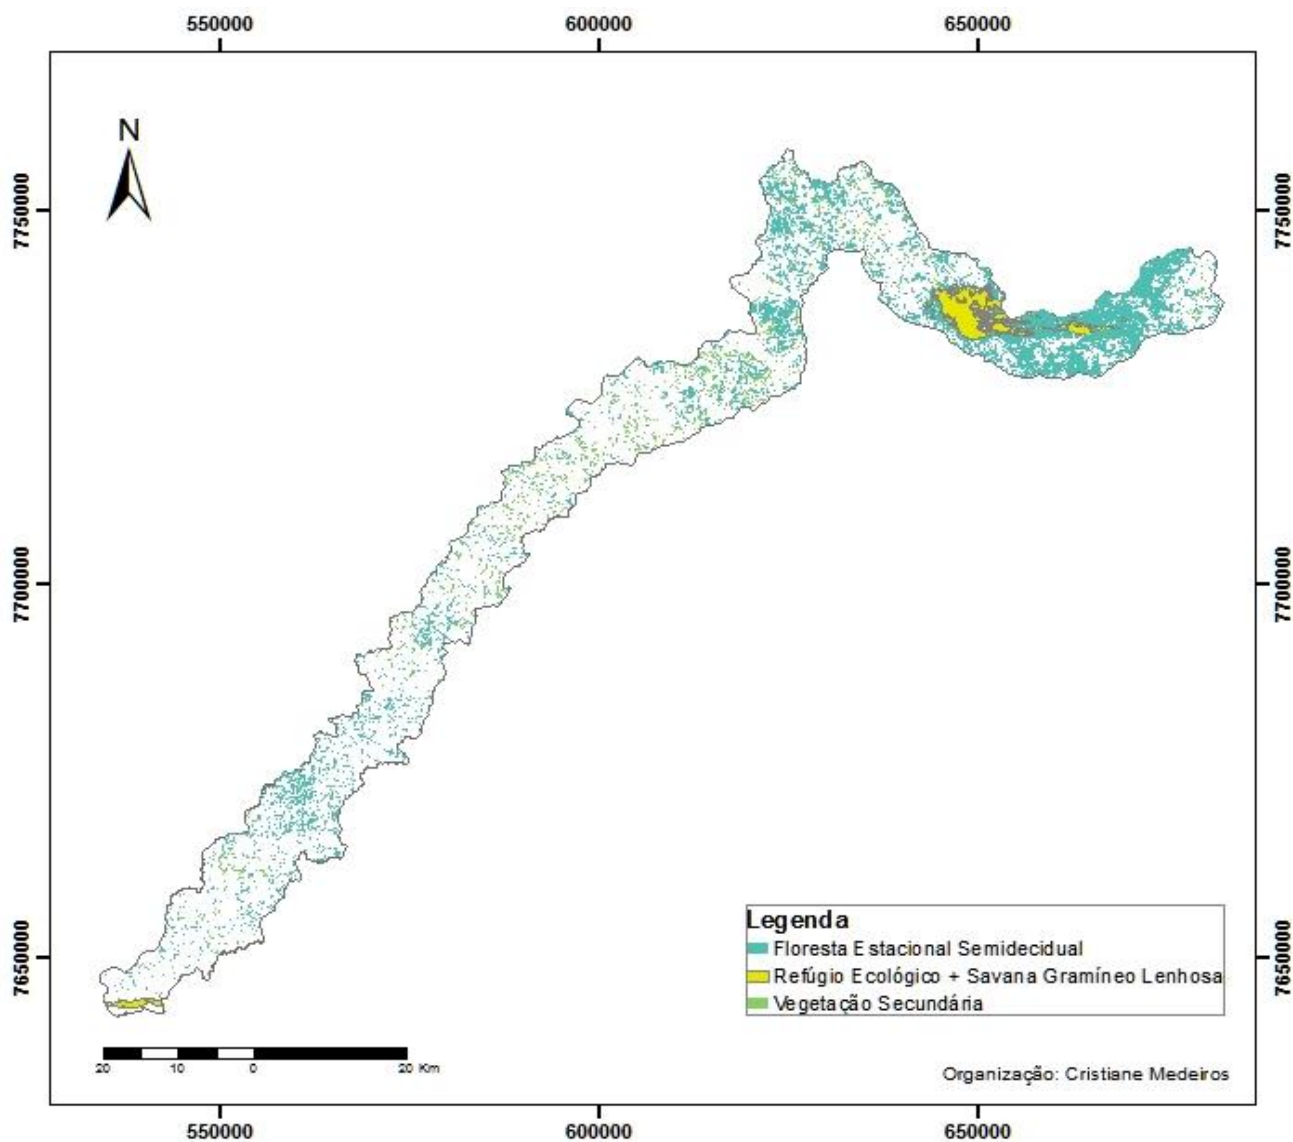 550000 600000 650000
N
7750000 7750000
7700000 7700000
7650000 7650000
Legenda
Floresta Estacional Semidecidual
Refúgio Ecológico + Savana Gramíneo Lenhosa
Vegetação Secundária
20 10 0 20 Km
Organização: Cristiane Medeiros
550000 600000 650000